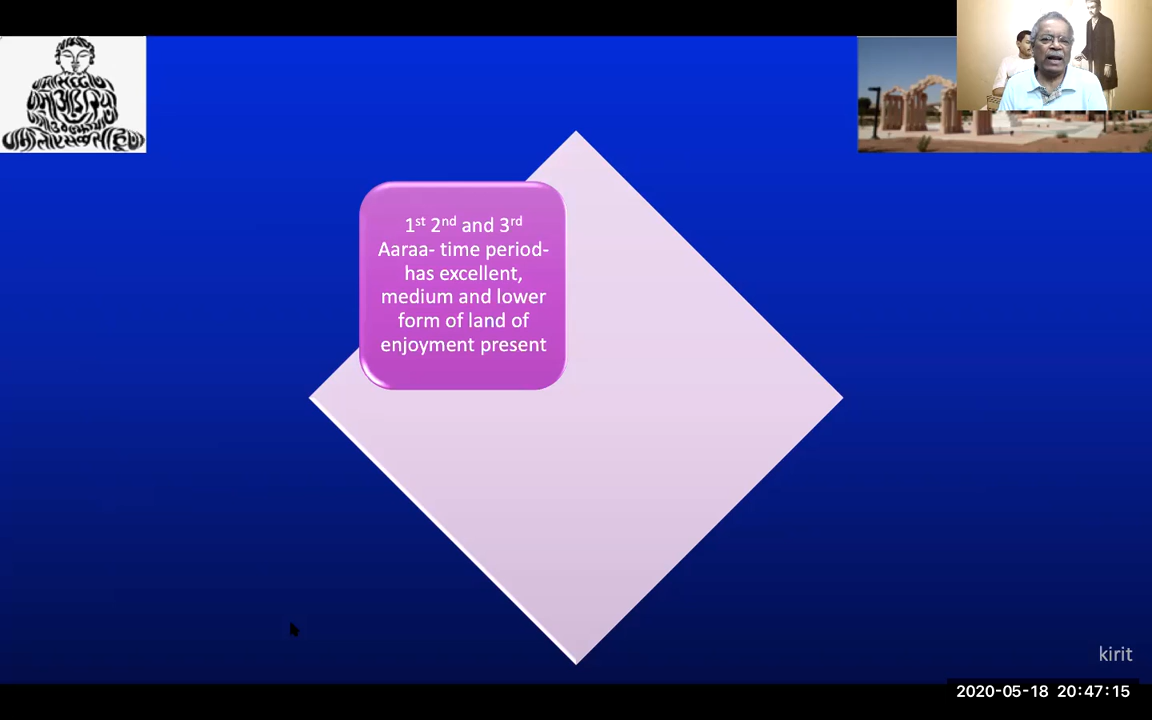 1st 2nd and 3rd
Aaraa- time period-
has excellent,
medium and lower
form of land of
enjoyment present
kirit
2020-05-18 20:47:15